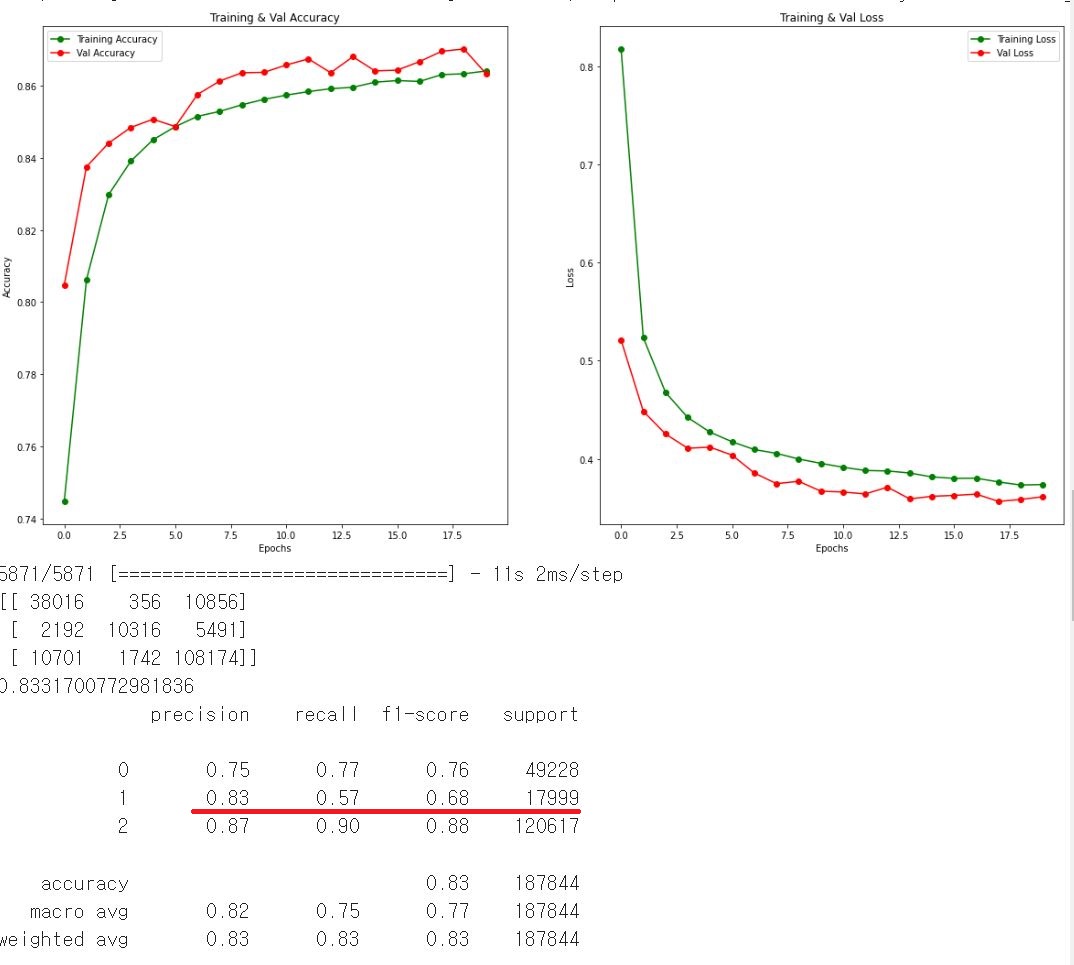 Training & Val Accuracy
Training Accuracy
Val Accuracy
0.86
0.84
0.82
0.80
0.78
0.76
0.74
Accuracy
0.0 2.5 5.0 7.5 10.0 12.5 15.0 17.5
Epochs
Training & Val Loss
Training Loss
Val Loss
0.8
0.7
0.6
0.5
0.4
Loss
0.0 2.5 5.0 7.5 10.0 12.5 15.0 17.5
Epochs
5871/5871 [==============================] - 11s 2ms/step
[[ 38016 356 10856]
[ 2192 10316 5491]
[ 10701 1742 108174]]
0.8331700772981836
precision recall f1-score support
0 0.75 0.77 0.76 49228
1 0.83 0.57 0.68 17999
2 0.87 0.90 0.88 120617
accuracy 0.83 187844
macro avg 0.82 0.75 0.77 187844
weighted avg 0.83 0.83 0.83 187844